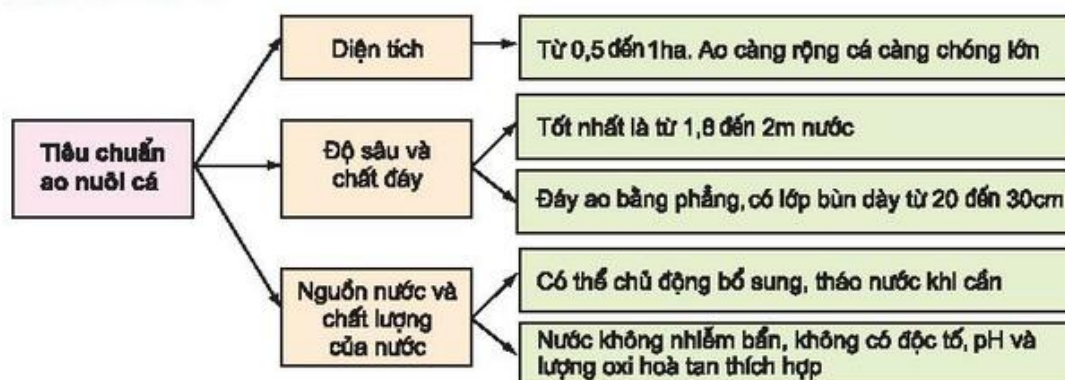 Tiêu chuẩn
ao nuôi cá
Diện tích
Từ 0,5 đến 1ha. Ao càng rộng cá càng chóng lớn
Độ sâu và
chất đáy
Tốt nhất là từ 1,8 đến 2m nước
Đáy ao bằng phẳng, có lớp bùn dày từ 20 đến 30cm
Nguồn nước và
chất lượng
của nước
Có thể chủ động bổ sung, tháo nước khi cần
Nước không nhiễm bẩn, không có độc tố, pH và
lượng oxi hoà tan thích hợp